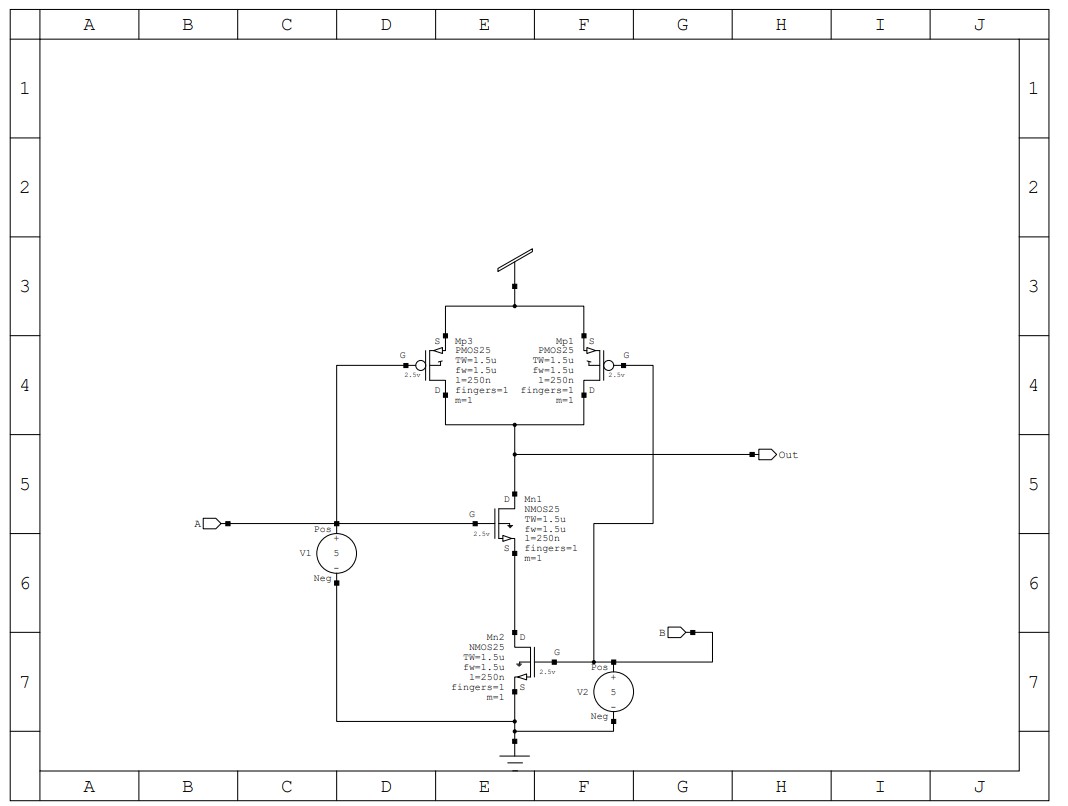 A B C D E F G H I J
1 1
2 2
3 3
4 4
5 5
6 6
7 7
S Mp3
PMOS25
TW=1.5u
fw=1.5u
l=250n
fingers=1
m=1
G
2.5v
D
Mp1 S
PMOS25
TW=1.5u
fw=1.5u
l=250n
fingers=1
m=1
G
2.5v
D
Out
D Mn1
NMOS25
TW=1.5u
fw=1.5u
l=250n
fingers=1
m=1
G
2.5v
S
A
Pos
+
V1 5
−
Neg
Mn2 D
NMOS25
TW=1.5u
fw=1.5u
l=250n
fingers=1
m=1
G
2.5v
S
B
Pos
+
V2 5
−
Neg
A B C D E F G H I J